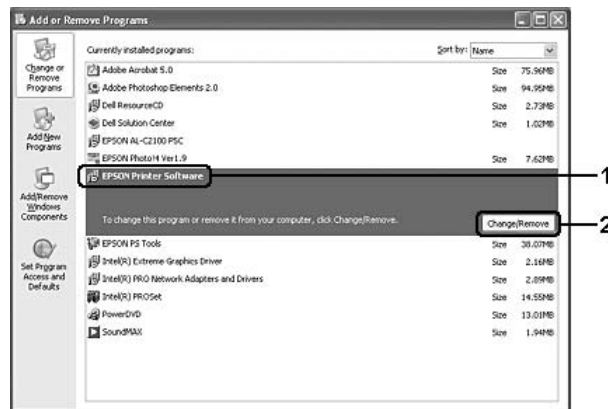 Add or Remove Programs
Change or
Remove
Programs
Add New
Programs
Add/Remove
Windows
Components
Set Program
Access and
Defaults
Currently installed programs:
Sort by: Name
Adobe Acrobat 5.0 Size 75.96MB
Adobe Photoshop Elements 2.0 Size 94.95MB
Dell ResourceCD Size 2.73MB
Dell Solution Center Size 1.02MB
EPSON AL-C2100 PSC
EPSON PhotoH Ver1.9 Size 7.62MB
EPSON Printer Software 1
To change this program or remove it from your computer, click Change/Remove.
Change/Remove 2
EPSON PS Tools Size 38.07MB
Intel(R) Extreme Graphics Driver Size 2.16MB
Intel(R) PRO Network Adapters and Drivers Size 2.89MB
Intel(R) PROSet Size 14.55MB
PowerDVD Size 13.01MB
SoundMAX Size 1.94MB